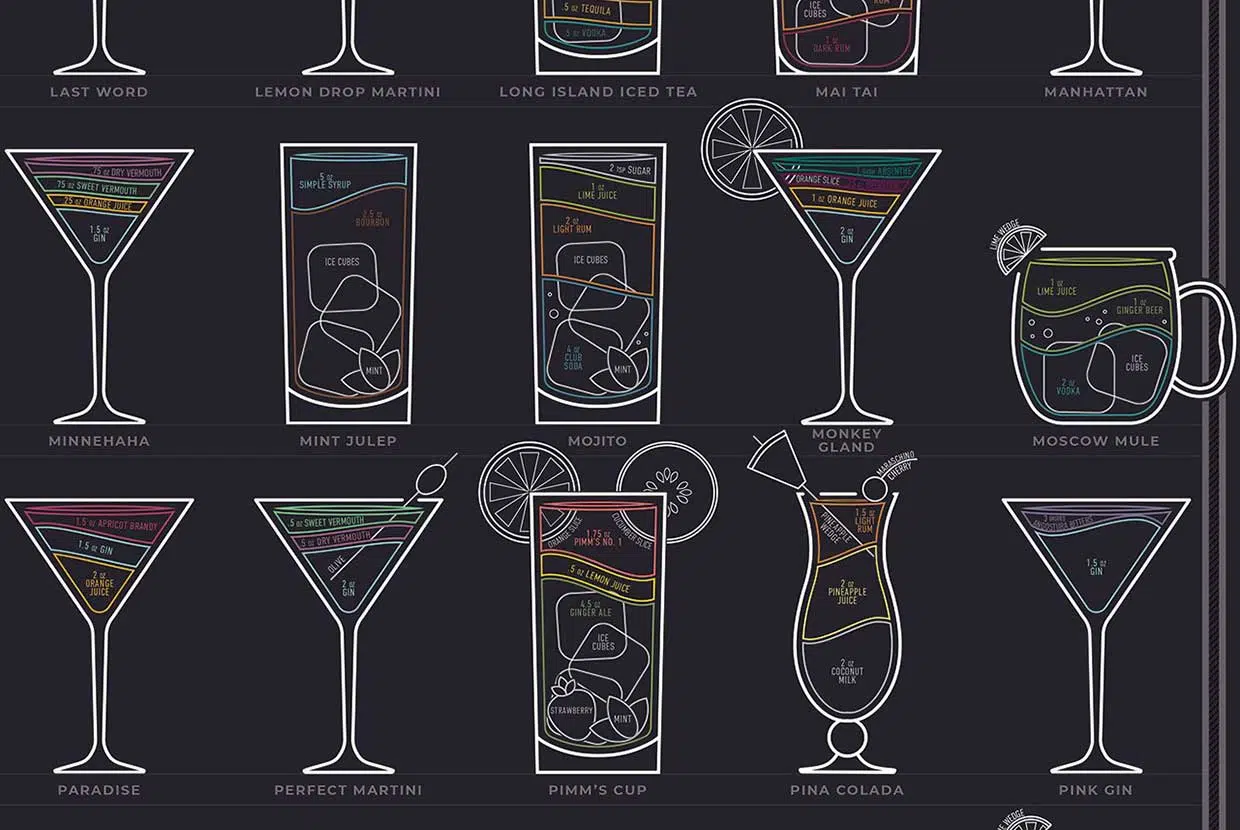 .5 oz TEQUILA
.5 oz VODKA
ICE
CUBES
RUM
1 oz
DARK RUM
LAST WORD
LEMON DROP MARTINI
LONG ISLAND ICED TEA
MAI TAI
MANHATTAN
.75 oz DRY VERMOUTH
.75 oz SWEET VERMOUTH
.25 oz ORANGE JUICE
1.5 oz
GIN
.5 oz
SIMPLE SYRUP
2.5 oz
BOURBON
ICE CUBES
MINT
2 TSP SUGAR
1 oz
LIME JUICE
2 oz
LIGHT RUM
ICE CUBES
4 oz
CLUB
SODA
MINT
ABSINTHE
ORANGE SLICE
1 oz ORANGE JUICE
2 oz
GIN
LIME WEDGE
1 oz
LIME JUICE
1 oz
GINGER BEER
ICE
CUBES
2 oz
VODKA
MINNEHAHA
MINT JULEP
MOJITO
MONKEY
GLAND
MOSCOW MULE
1.5 oz APRICOT BRANDY
1.5 oz GIN
2 oz
ORANGE
JUICE
.5 oz SWEET VERMOUTH
.5 oz DRY VERMOUTH
OLIVE
2 oz
GIN
ORANGE SLICE
CUCUMBER SLICE
1.75 oz
PIMM'S NO. 1
.5 oz LEMON JUICE
4.5 oz
GINGER ALE
ICE
CUBES
STRAWBERRY
MINT
MARASCHINO
CHERRY
PINEAPPLE
WEDGE
1.5 oz
LIGHT
RUM
2 oz
PINEAPPLE
JUICE
2 oz
COCONUT
MILK
ANGOSTURA BITTERS
1.5 oz
GIN
PARADISE
PERFECT MARTINI
PIMM'S CUP
PINA COLADA
PINK GIN
LIME WEDGE